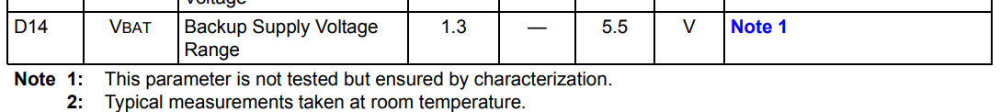 Voltage
D14 VBAT Backup Supply Voltage 1.3 — 5.5 V Note 1
Range
Note 1: This parameter is not tested but ensured by characterization.
2: Typical measurements taken at room temperature.